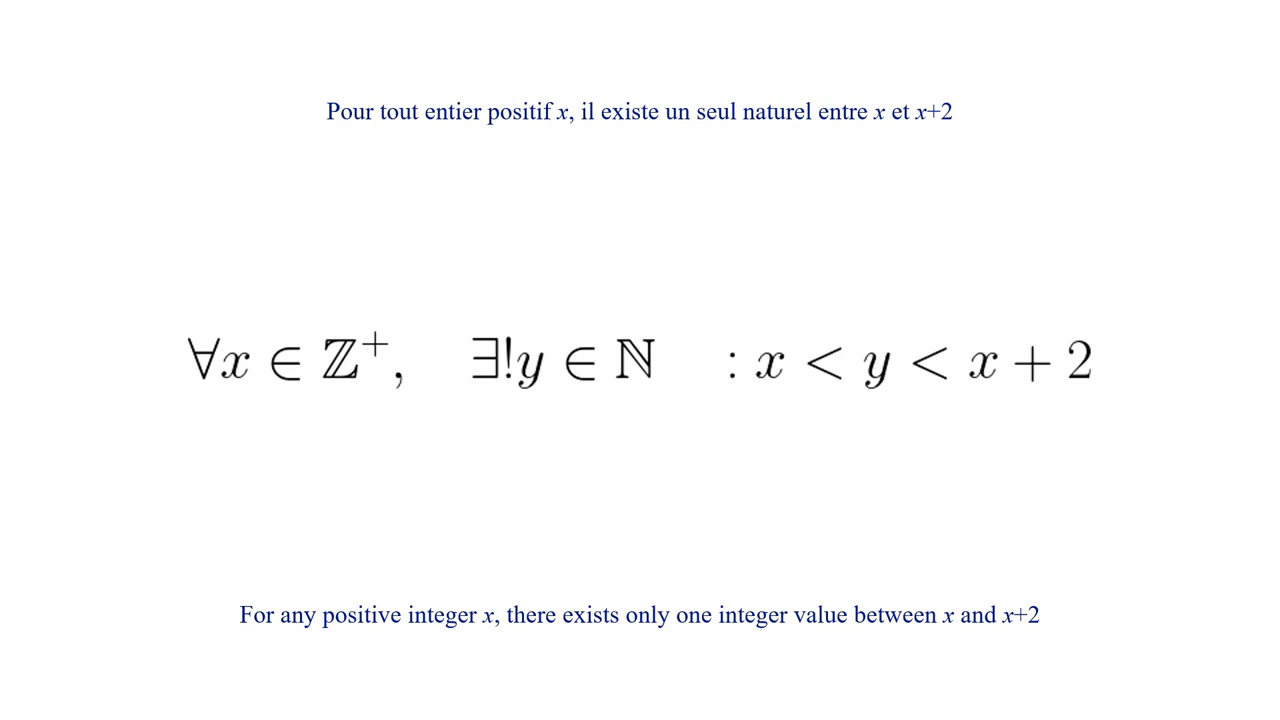 Pour tout entier positif x, il existe un seul naturel entre x et x+2
∀x ∈ ℤ⁺, ∃!y ∈ ℕ : x < y < x + 2
For any positive integer x, there exists only one integer value between x and x+2